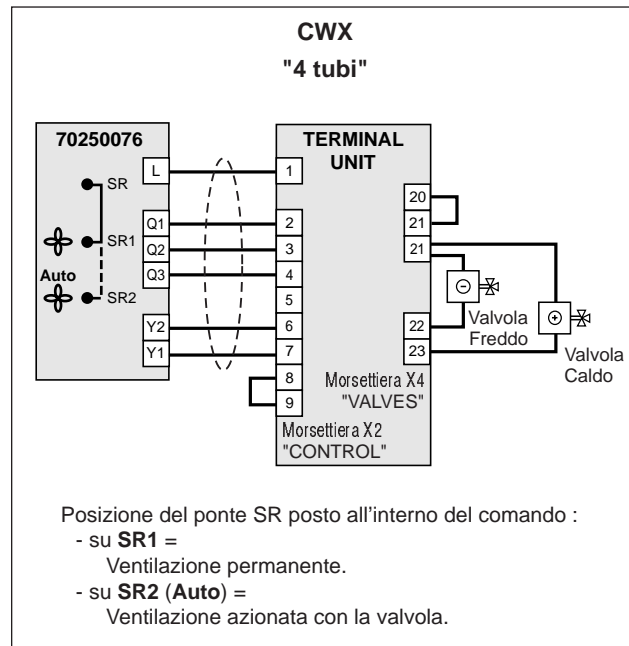 CWX
"4 tubi"
70250076
TERMINAL
UNIT
L
1
SR
20
21
Q1
2
SR1
Q2
3
21
Auto
Q3
4
SR2
5
Y2
6
22
Valvola
Freddo
Y1
7
23
Valvola
Caldo
8
Morsettiera X4
"VALVES"
9
Morsettiera X2
"CONTROL"
Posizione del ponte SR posto all'interno del comando :
- su SR1 =
Ventilazione permanente.
- su SR2 (Auto) =
Ventilazione azionata con la valvola.